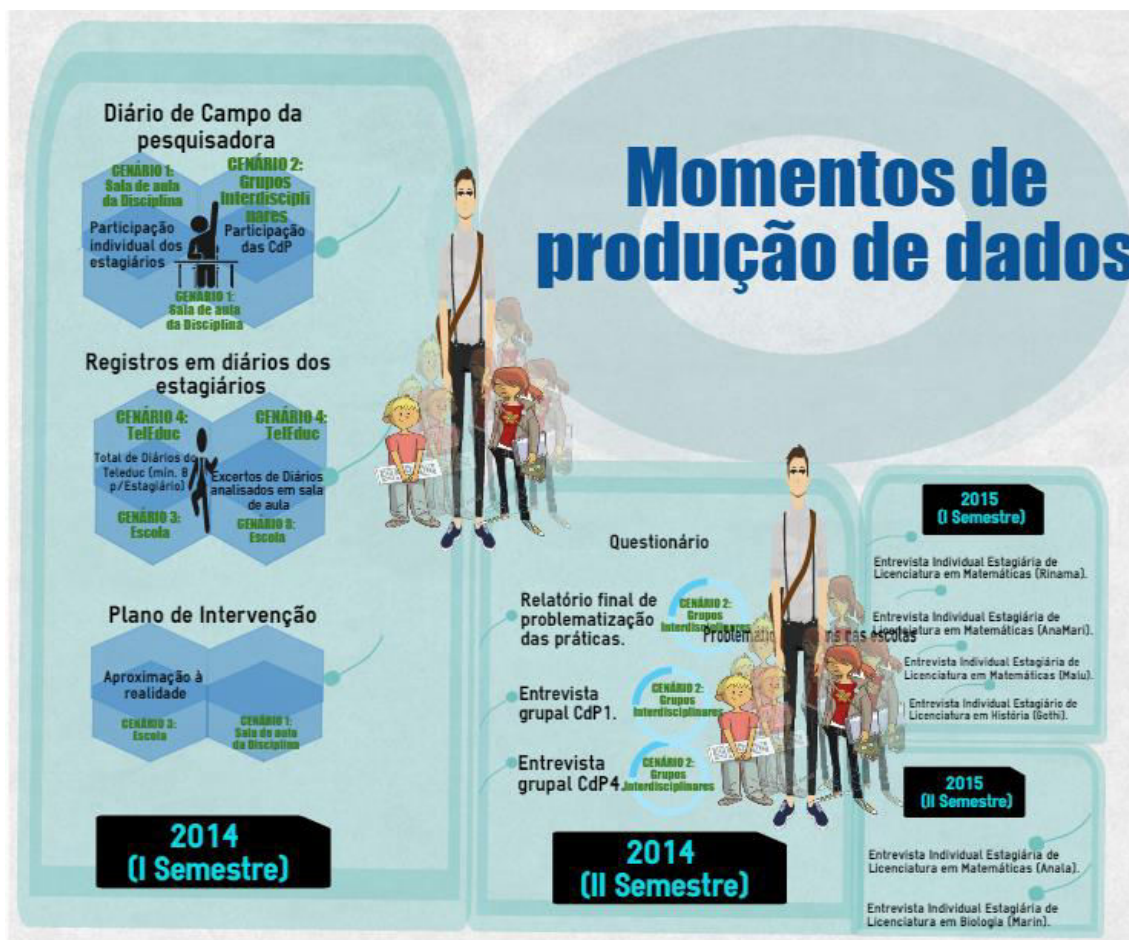 Momentos de
produção de dados
Diário de Campo da
pesquisadora
CENÁRIO 1:
Sala de aula
da Disciplina
Participação
individual dos
estagiários
CENÁRIO 2:
Grupos
Interdiscipli
nares
Participação
das CdP
CENÁRIO 1:
Sala de aula
da Disciplina
Registros em diários dos
estagiários
CENÁRIO 4:
TelEduc
Total de Diários do
Teleduc (mín. 8
p/Estagiário)
CENÁRIO 3:
Escola
CENÁRIO 4:
TelEduc
Excertos de Diários
analisados em sala
de aula
Escola
Plano de Intervenção
Aproximação à
realidade
CENÁRIO 3:
Escola
CENÁRIO 1:
Sala de aula
da Disciplina
2014
(I Semestre)
Questionário
Relatório final de
problematização
das práticas.
CENÁRIO 2:
Grupos
Interdisciplinares
nas escolas
Entrevista
grupal CdP1.
CENÁRIO 2:
Grupos
Interdisciplinares
Entrevista
grupal CdP4.
CENÁRIO 2:
Grupos
Interdisciplinares
2014
(II Semestre)
2015
(I Semestre)
Entrevista Individual Estagiária de
Licenciatura em Matemáticas (Rinama).
Entrevista Individual Estagiária de
Licenciatura em Matemáticas (AnaMari).
Entrevista Individual Estagiária de
Licenciatura em Matemáticas (Malu).
Entrevista Individual Estagiário de
Licenciatura em História (Gethi).
2015
(II Semestre)
Entrevista Individual Estagiária de
Licenciatura em Matemáticas (Anala).
Entrevista Individual Estagiária de
Licenciatura em Biologia (Marin).